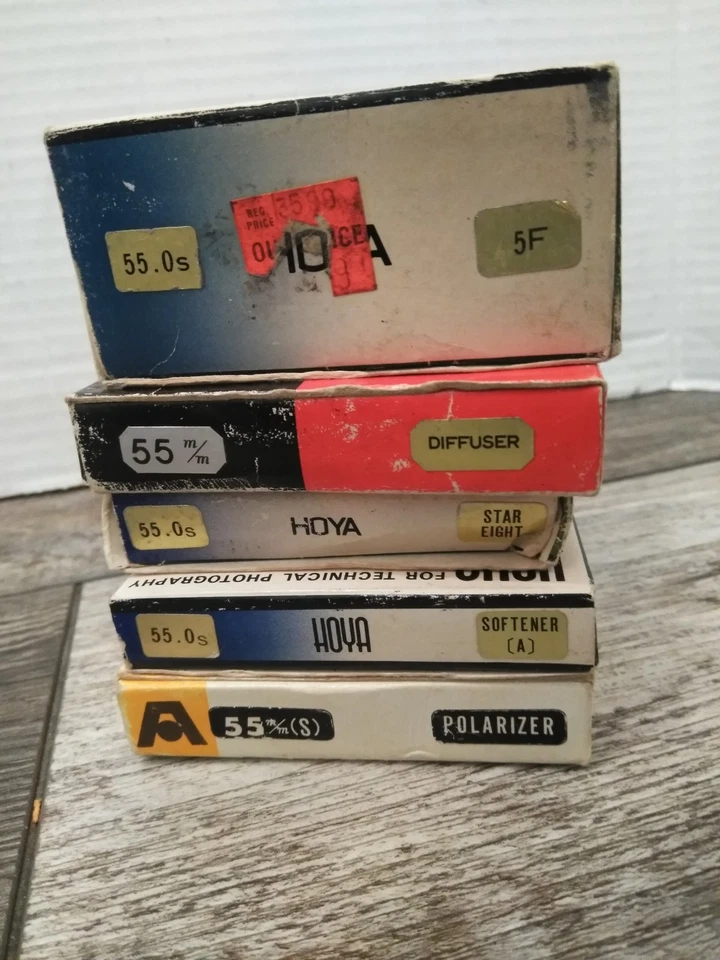 55.0s
REG.
PRICE
3500
HOYA
5F
55 m/m
DIFFUSER
55.0s
HOYA
STAR
EIGHT
FOR TECHNICAL PHOTOGRAPHY
55.0s
HOYA
SOFTENER
(A)
A
55 m/m (S)
POLARIZER